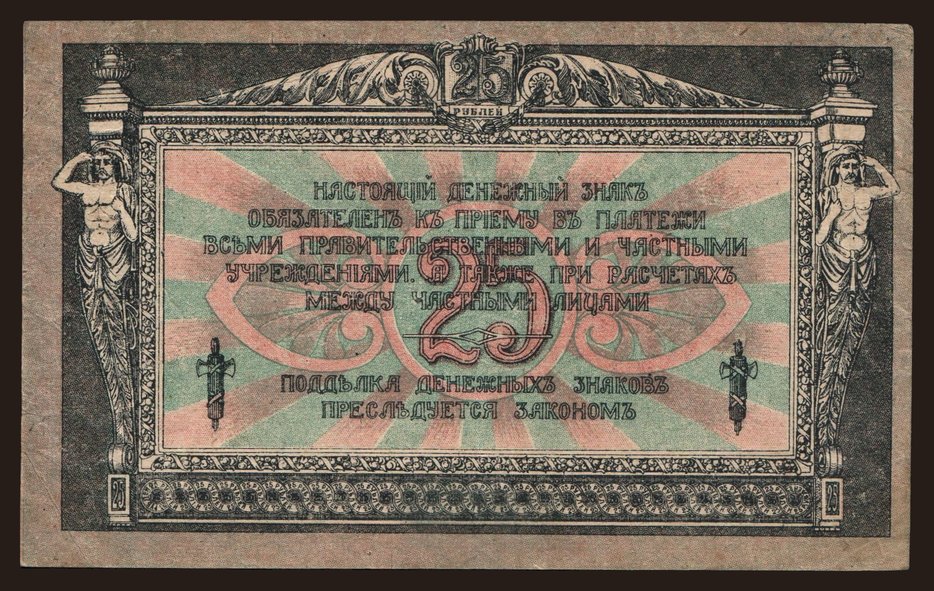 25
РУБЛЕЙ
НАСТОЯЩІЙ ДЕНЕЖНЫЙ ЗНАКЪ
ОБЯЗАТЕЛЕНЪ КЪ ПРІЕМУ ВЪ ПЛАТЕЖИ
ВСѢМИ ПРАВИТЕЛЬСТВЕННЫМИ И ЧАСТНЫМИ
УЧРЕЖДЕНІЯМИ, А ТАКЖЕ ПРИ РАСЧЕТАХЪ
МЕЖДУ ЧАСТНЫМИ ЛИЦАМИ
25
ПОДДѢЛКА ДЕНЕЖНЫХЪ ЗНАКОВЪ
ПРЕСЛѢДУЕТСЯ ЗАКОНОМЪ
25
25